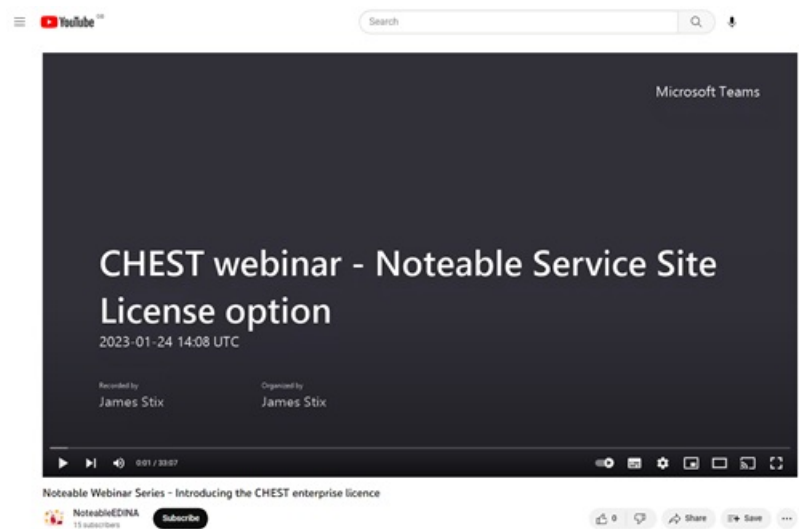 YouTube GB
Search
Microsoft Teams
CHEST webinar - Noteable Service Site
License option
2023-01-24 14:08 UTC
Recorded by
Organized by
James Stix
James Stix
0:01 / 33:07
Noteable Webinar Series - Introducing the CHEST enterprise licence
NoteableEDINA
15 subscribers
Subscribe
0
Share
Save